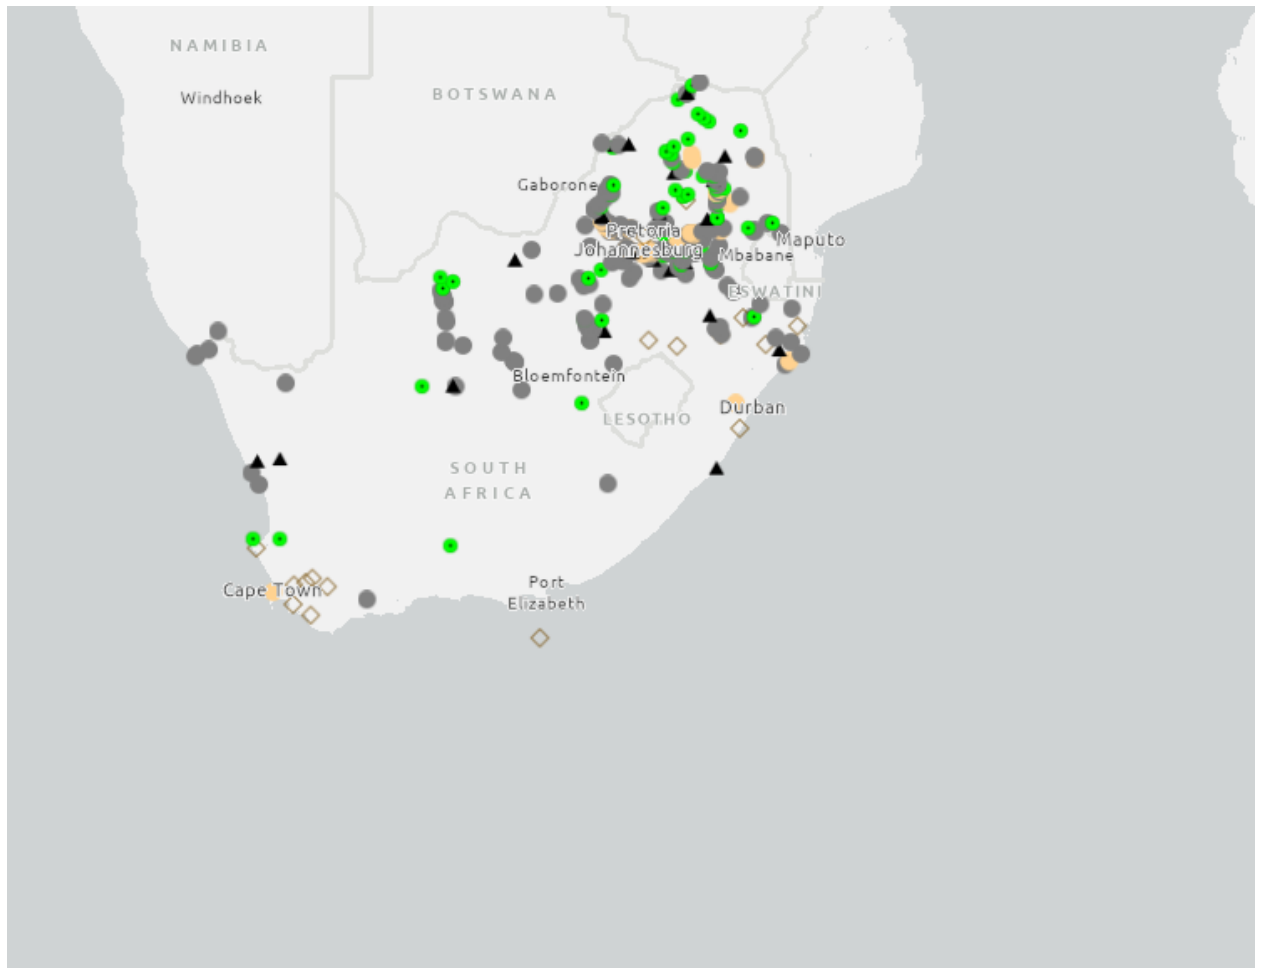 NAMIBIA
Windhoek
BOTSWANA
Gaborone
Pretoria
Johannesburg
Maputo
Mbabane
ESWATINI
Bloemfontein
LESOTHO
Durban
SOUTH
AFRICA
Cape Town
Port
Elizabeth